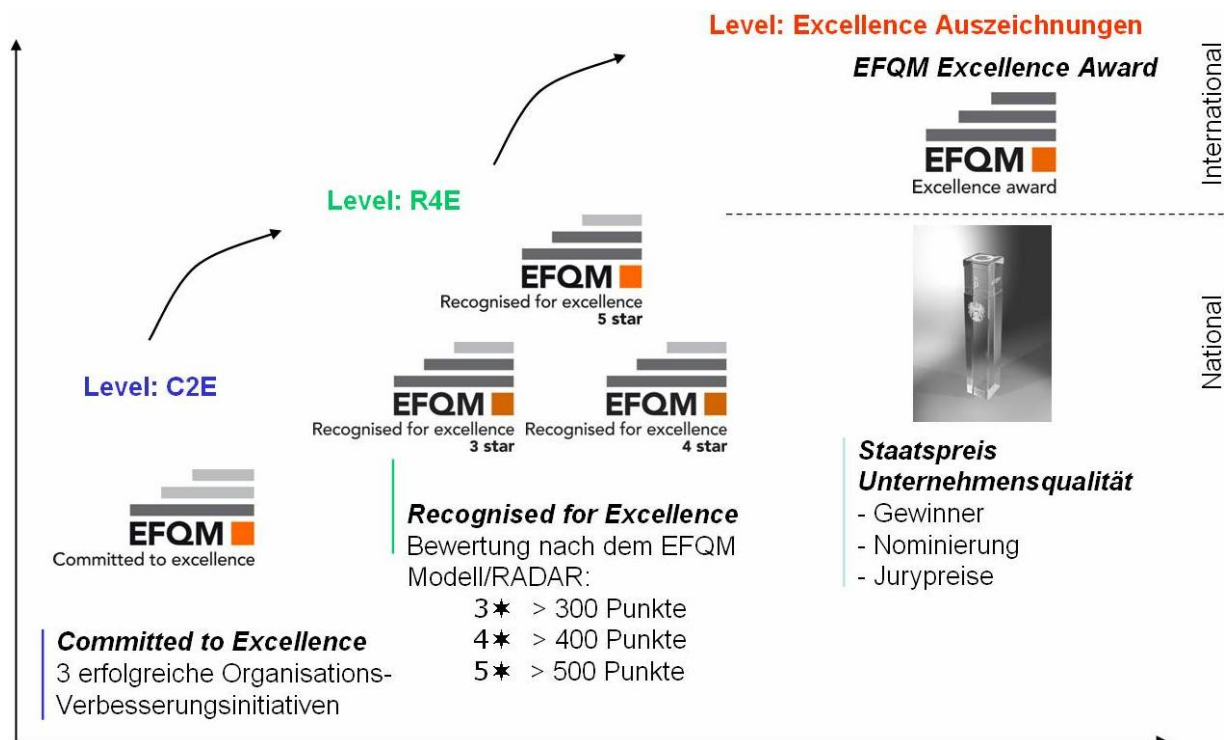 Level: Excellence Auszeichnungen
EFQM Excellence Award
EFQM
Excellence award
International
Level: R4E
EFQM
Recognised for excellence
5 star
National
Level: C2E
EFQM
Recognised for excellence
3 star
EFQM
Recognised for excellence
4 star
Staatspreis
Unternehmensqualität
- Gewinner
- Nominierung
- Jurypreise
EFQM
Committed to excellence
Recognised for Excellence
Bewertung nach dem EFQM
Modell/RADAR:
3✶ > 300 Punkte
4✶ > 400 Punkte
5✶ > 500 Punkte
Committed to Excellence
3 erfolgreiche Organisations-
Verbesserungsinitiativen